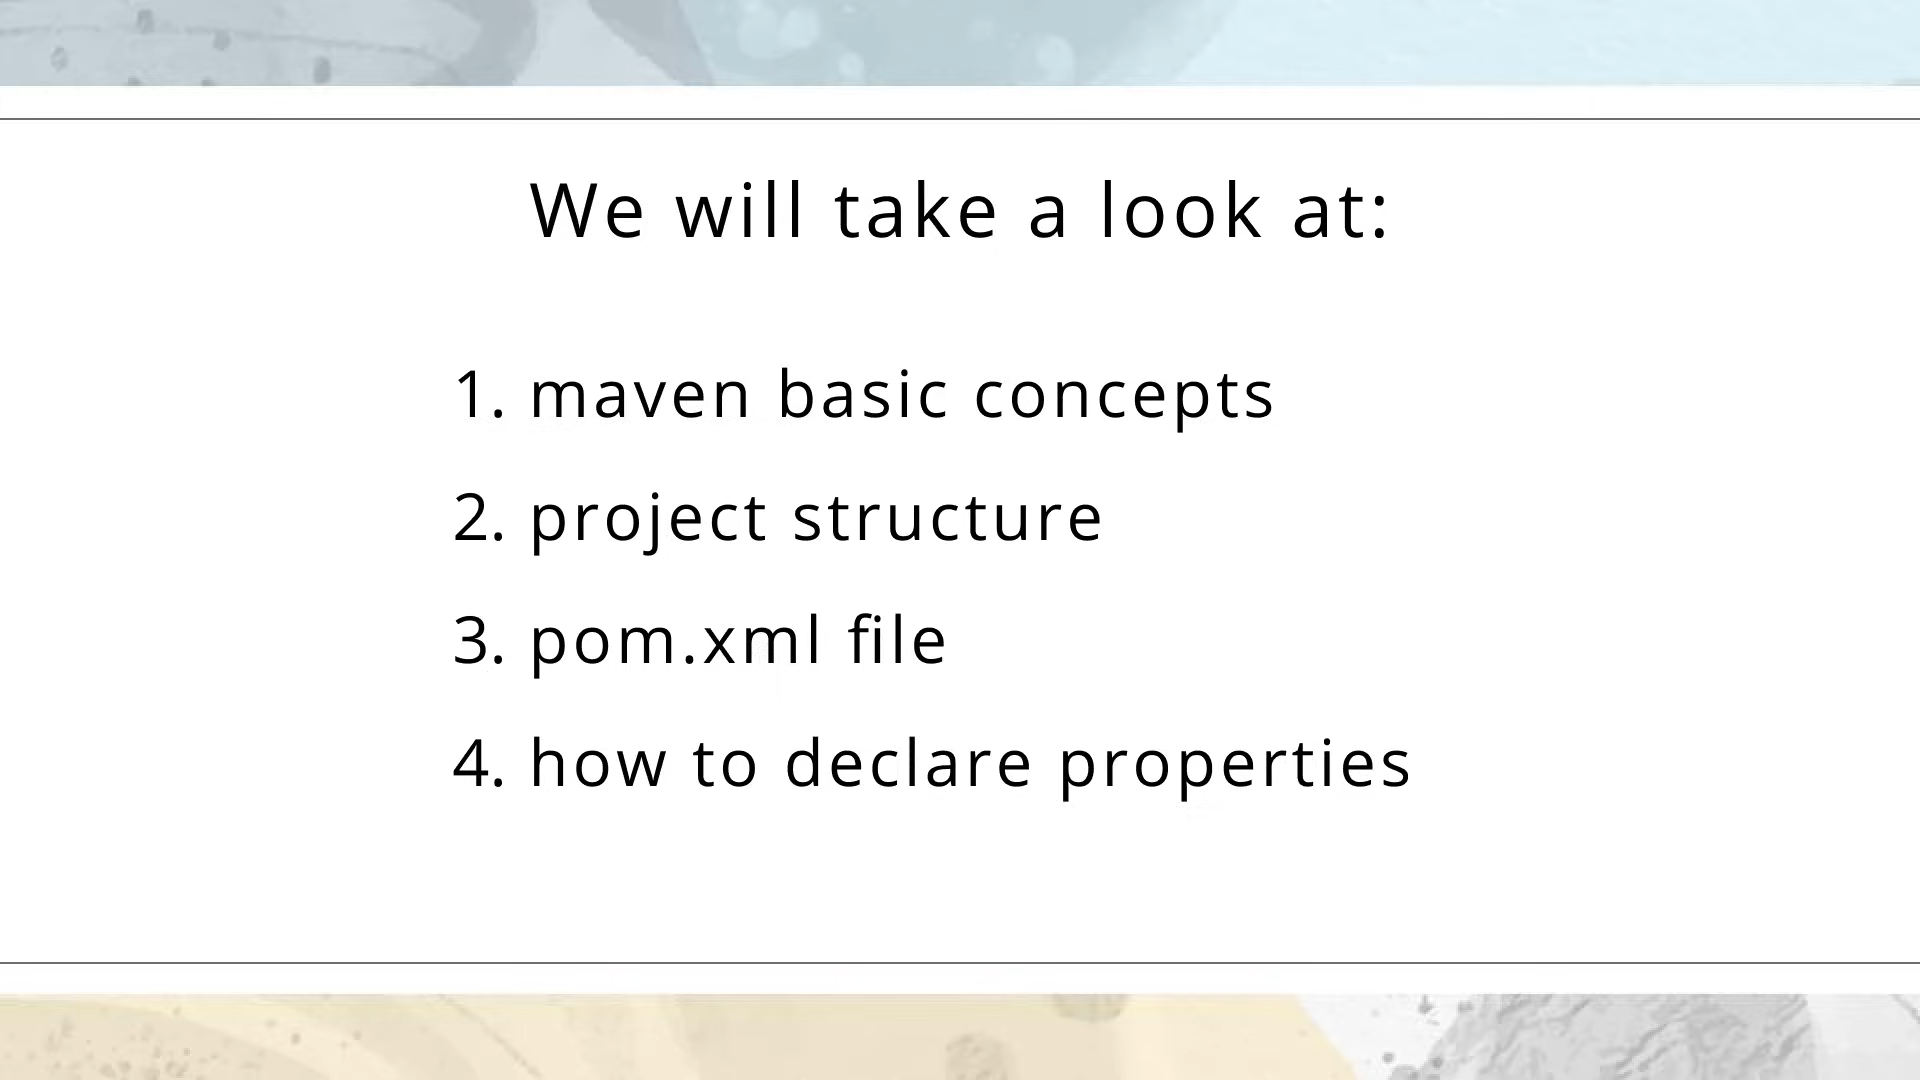 We will take a look at:
1. maven basic concepts
2. project structure
3. pom.xml file
4. how to declare properties